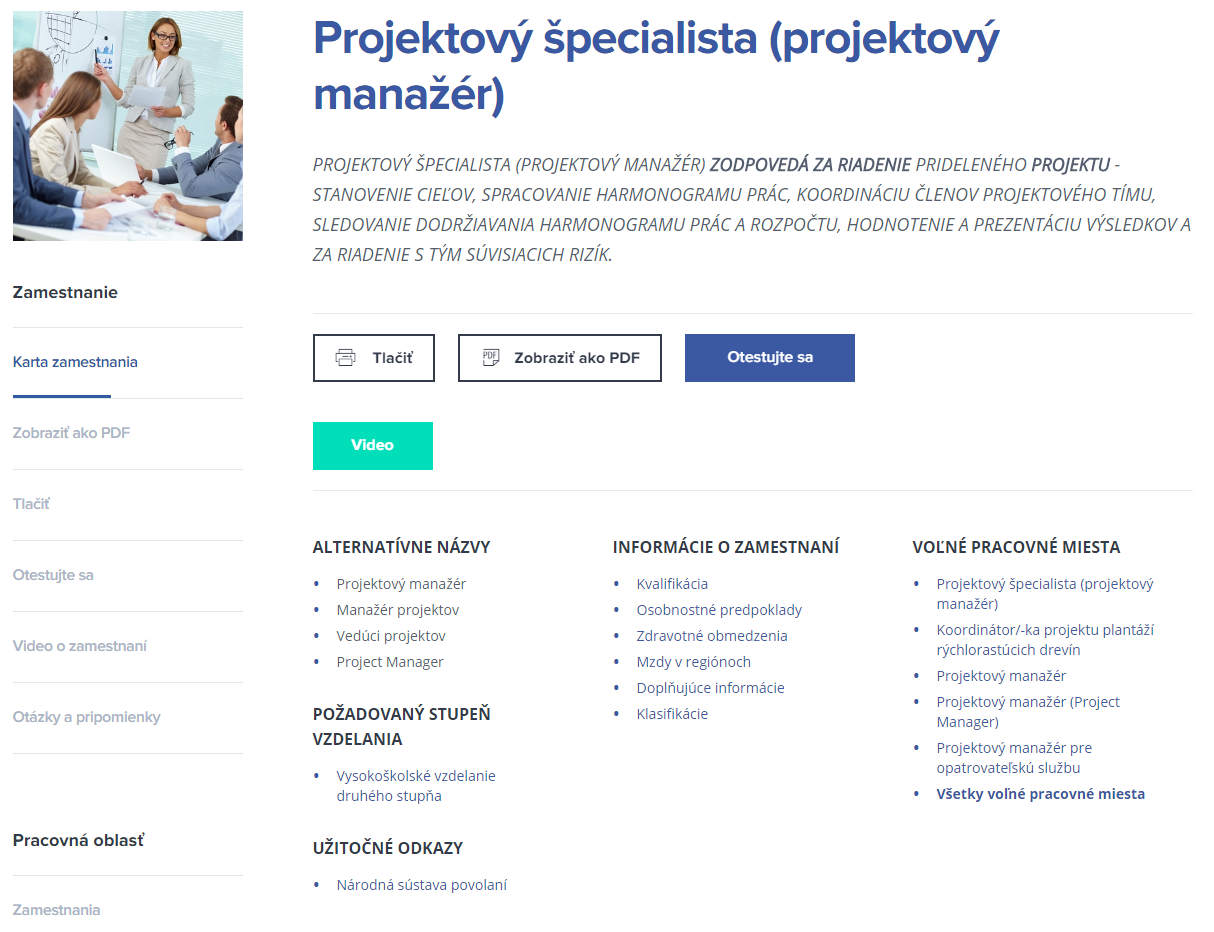 Projektový špecialista (projektový
manažér)
PROJEKTOVÝ ŠPECIALISTA (PROJEKTOVÝ MANAŽÉR) ZODPOVEDÁ ZA RIADENIE PRIDELENÉHO PROJEKTU -
STANOVENIE CIEĽOV, SPRACOVANIE HARMONOGRAMU PRÁC, KOORDINÁCIU ČLENOV PROJEKTOVÉHO TÍMU,
SLEDOVANIE DODRŽIAVANIA HARMONOGRAMU PRÁC A ROZPOČTU, HODNOTENIE A PREZENTÁCIU VÝSLEDKOV A
ZA RIADENIE S TÝM SÚVISIACICH RIZÍK.
Zamestnanie
Karta zamestnania
Zobraziť ako PDF
Tlačiť
Otestujte sa
Video o zamestnaní
Otázky a pripomienky
Pracovná oblasť
Zamestnania
Tlačiť
PDF
Zobraziť ako PDF
Otestujte sa
Video
ALTERNATÍVNE NÁZVY
• Projektový manažér
• Manažér projektov
• Vedúci projektov
• Project Manager
POŽADOVANÝ STUPEŇ
VZDELANIA
• Vysokoškolské vzdelanie
druhého stupňa
UŽITOČNÉ ODKAZY
• Národná sústava povolaní
INFORMÁCIE O ZAMESTNANÍ
• Kvalifikácia
• Osobnostné predpoklady
• Zdravotné obmedzenia
• Mzdy v regiónoch
• Doplňujúce informácie
• Klasifikácie
VOĽNÉ PRACOVNÉ MIESTA
• Projektový špecialista (projektový
manažér)
• Koordinátor/-ka projektu plantáží
rýchlorastúcich drevín
• Projektový manažér
• Projektový manažér (Project
Manager)
• Projektový manažér pre
opatrovateľskú službu
• Všetky voľné pracovné miesta